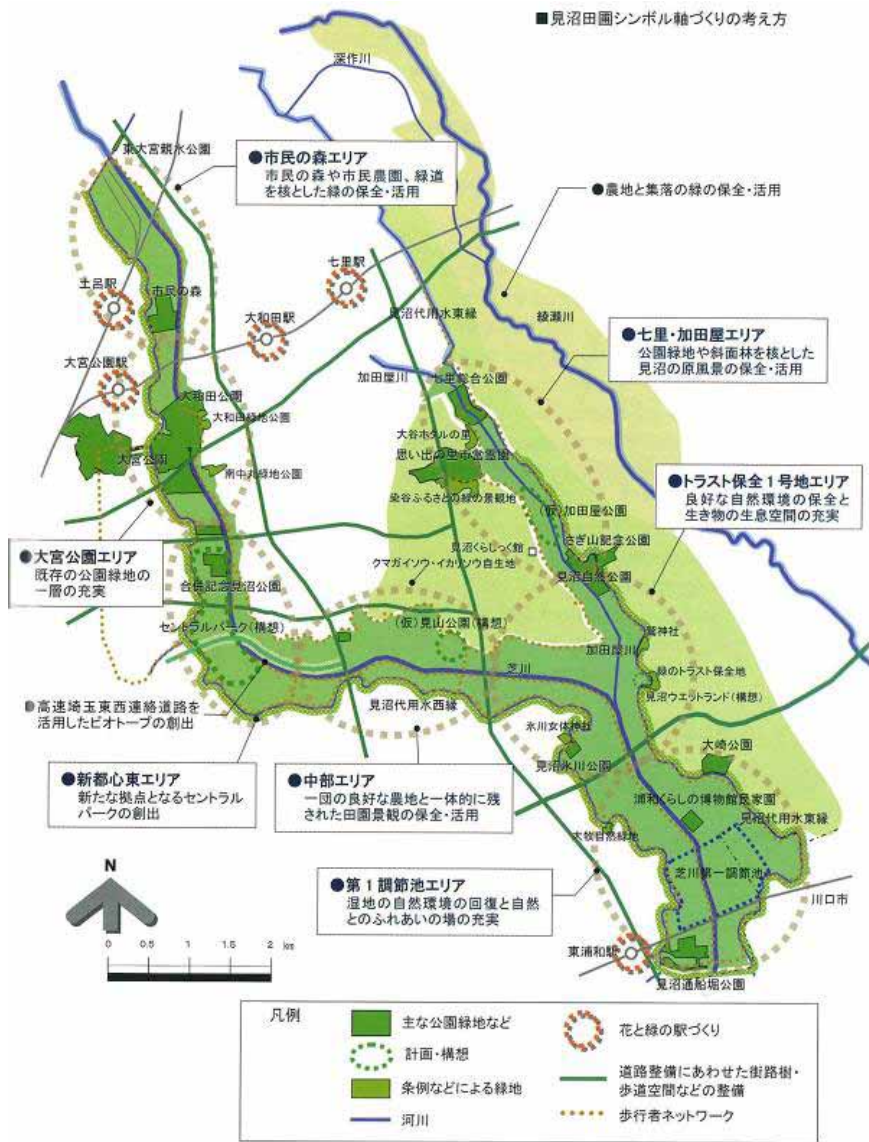 ■見沼田圃シンボル軸づくりの考え方
深作川
東大宮親水公園
●市民の森エリア
市民の森や市民農園、緑道
を核とした緑の保全・活用
●農地と集落の緑の保全・活用
七里駅
土呂駅
市民の森
大和田駅
見沼代用水東縁
綾瀬川
●七里・加田屋エリア
公園緑地や斜面林を核とした
見沼の原風景の保全・活用
大宮公園駅
加田屋川
七里総合公園
大和田公園
大和田緑地公園
大谷ホタルの里
思い出の里市営霊園
大宮公園
南中丸緑地公園
染谷ふるさとの緑の景観地
●トラスト保全1号地エリア
良好な自然環境の保全と
生き物の生息空間の充実
(仮)加田屋公園
さぎ山記念公園
●大宮公園エリア
既存の公園緑地の
一層の充実
見沼くらしっく館
クマガイソウ・イカリソウ自生地
見沼自然公園
合併記念見沼公園
セントラルパーク(構想)
(仮)見山公園(構想)
鷲神社
加田屋川
芝川
緑のトラスト保全地
見沼ウエットランド(構想)
●高速埼玉東西連絡道路を
活用したビオトープの創出
見沼代用水西縁
氷川女体神社
大崎公園
見沼氷川公園
●新都心東エリア
新たな拠点となるセントラル
パークの創出
●中部エリア
一団の良好な農地と一体的に残
された田園景観の保全・活用
浦和くらしの博物館民家園
見沼代用水東縁
大牧自然緑地
芝川第一調節池
●第1調節池エリア
湿地の自然環境の回復と自然
とのふれあいの場の充実
川口市
N
0 0.5 1 1.5 2 km
東浦和駅
見沼通船堀公園
凡例
主な公園緑地など
花と緑の駅づくり
計画・構想
条例などによる緑地
道路整備にあわせた街路樹・
歩道空間などの整備
河川
歩行者ネットワーク